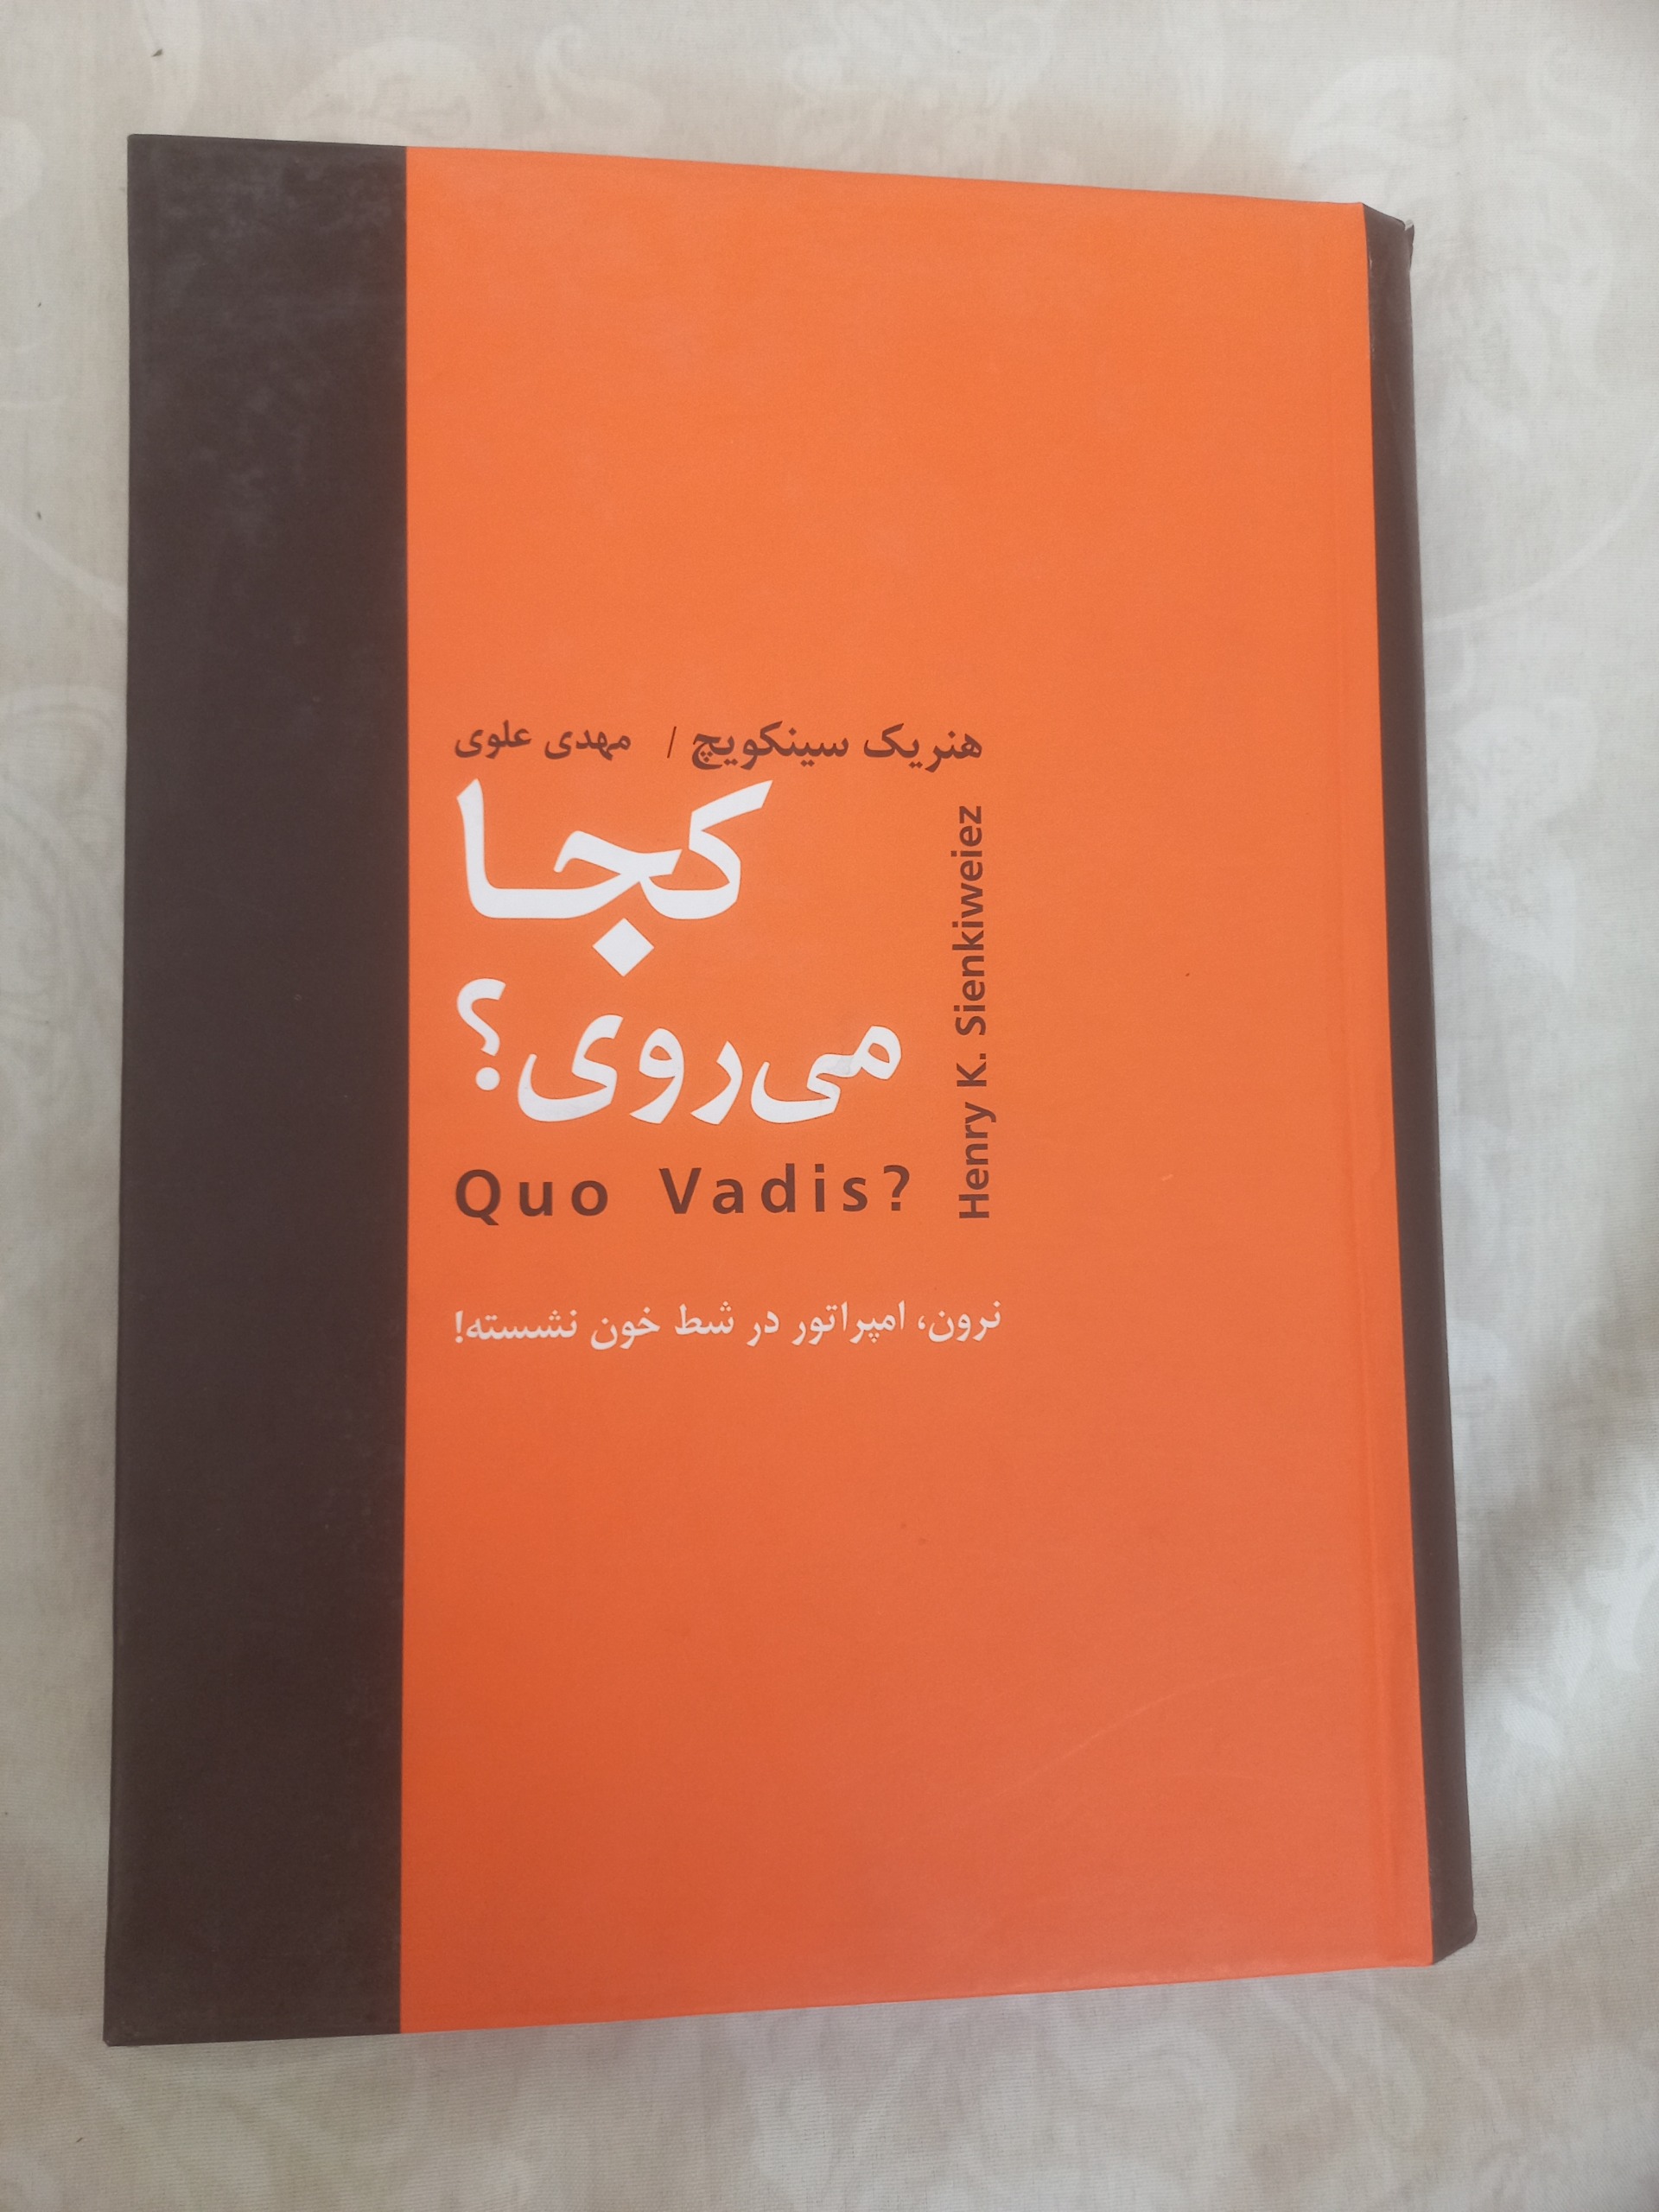 هنریک سینکویچ / مهدی علوی
کجا
می‌روی؟
Quo Vadis?
Henry K. Sienkiweiez
نرون، امپراتور در شط خون نشسته!